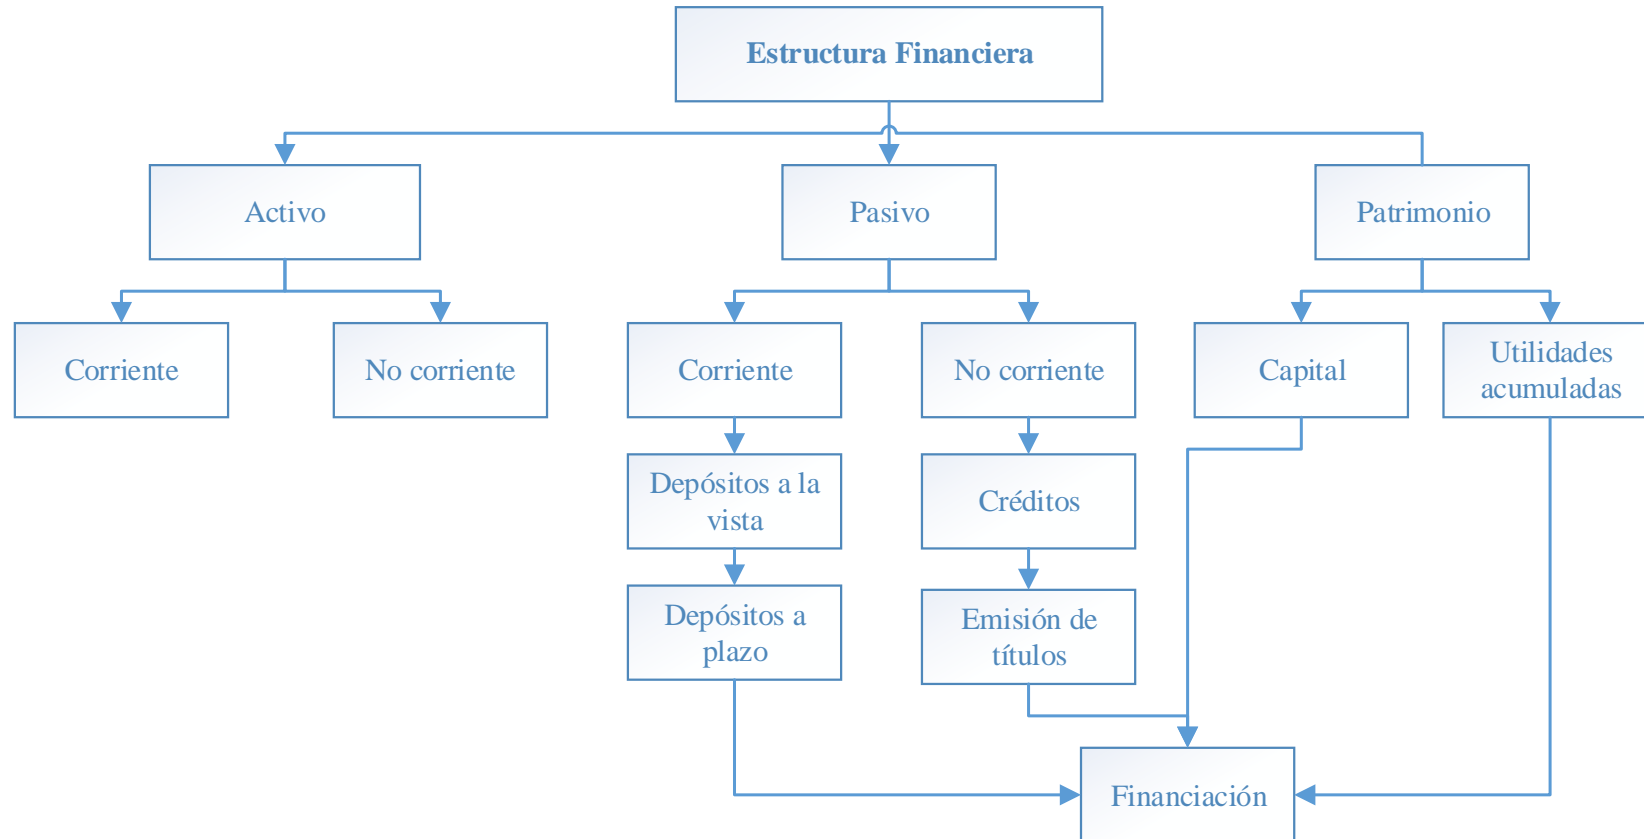 Estructura Financiera
Activo
Pasivo
Patrimonio
Corriente
No corriente
Corriente
No corriente
Capital
Utilidades
acumuladas
Depósitos a la
vista
Créditos
Depósitos a
plazo
Emisión de
títulos
Financiación